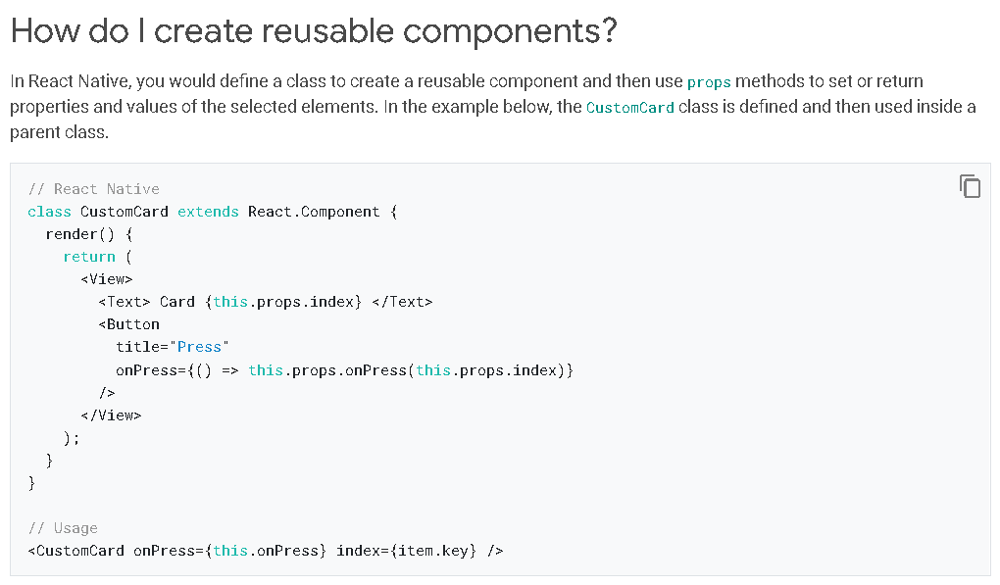 How do I create reusable components?
In React Native, you would define a class to create a reusable component and then use props methods to set or return
properties and values of the selected elements. In the example below, the CustomCard class is defined and then used inside a
parent class.
// React Native
class CustomCard extends React.Component {
  render() {
    return (
      <View>
        <Text> Card {this.props.index} </Text>
        <Button
          title="Press"
          onPress={() => this.props.onPress(this.props.index)}
        />
      </View>
    );
  }
}
// Usage
<CustomCard onPress={this.onPress} index={item.key} />